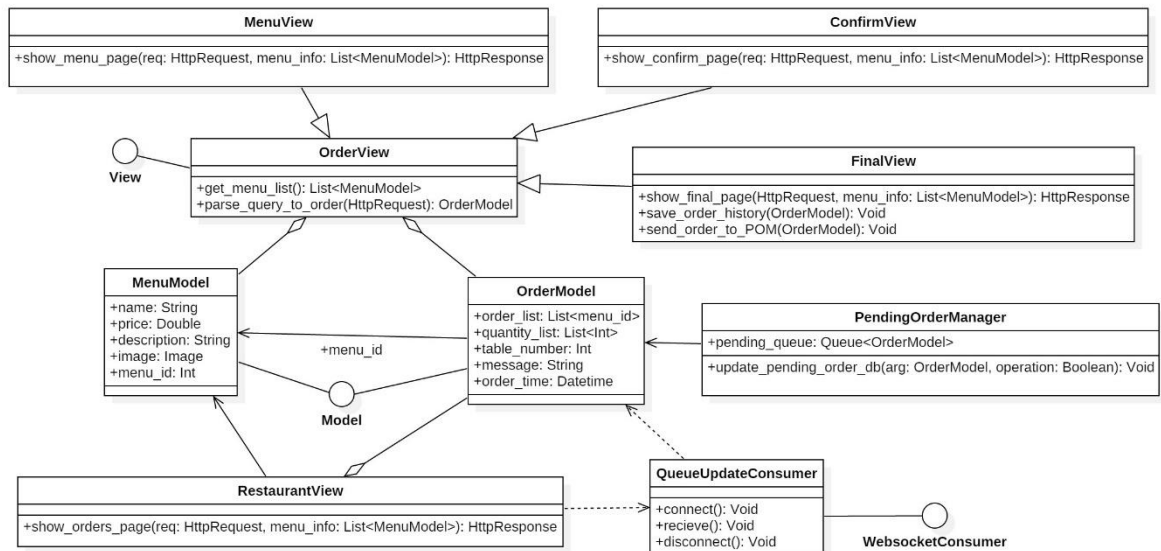 MenuView
+show_menu_page(req: HttpRequest, menu_info: List<MenuModel>): HttpResponse
ConfirmView
+show_confirm_page(req: HttpRequest, menu_info: List<MenuModel>): HttpResponse
View
OrderView
+get_menu_list(): List<MenuModel>
+parse_query_to_order(HttpRequest): OrderModel
FinalView
+show_final_page(HttpRequest, menu_info: List<MenuModel>): HttpResponse
+save_order_history(OrderModel): Void
+send_order_to_POM(OrderModel): Void
MenuModel
+name: String
+price: Double
+description: String
+image: Image
+menu_id: Int
+menu_id
Model
OrderModel
+order_list: List<menu_id>
+quantity_list: List<Int>
+table_number: Int
+message: String
+order_time: Datetime
PendingOrderManager
+pending_queue: Queue<OrderModel>
+update_pending_order_db(arg: OrderModel, operation: Boolean): Void
RestaurantView
+show_orders_page(req: HttpRequest, menu_info: List<MenuModel>): HttpResponse
QueueUpdateConsumer
+connect(): Void
+recieve(): Void
+disconnect(): Void
WebsocketConsumer